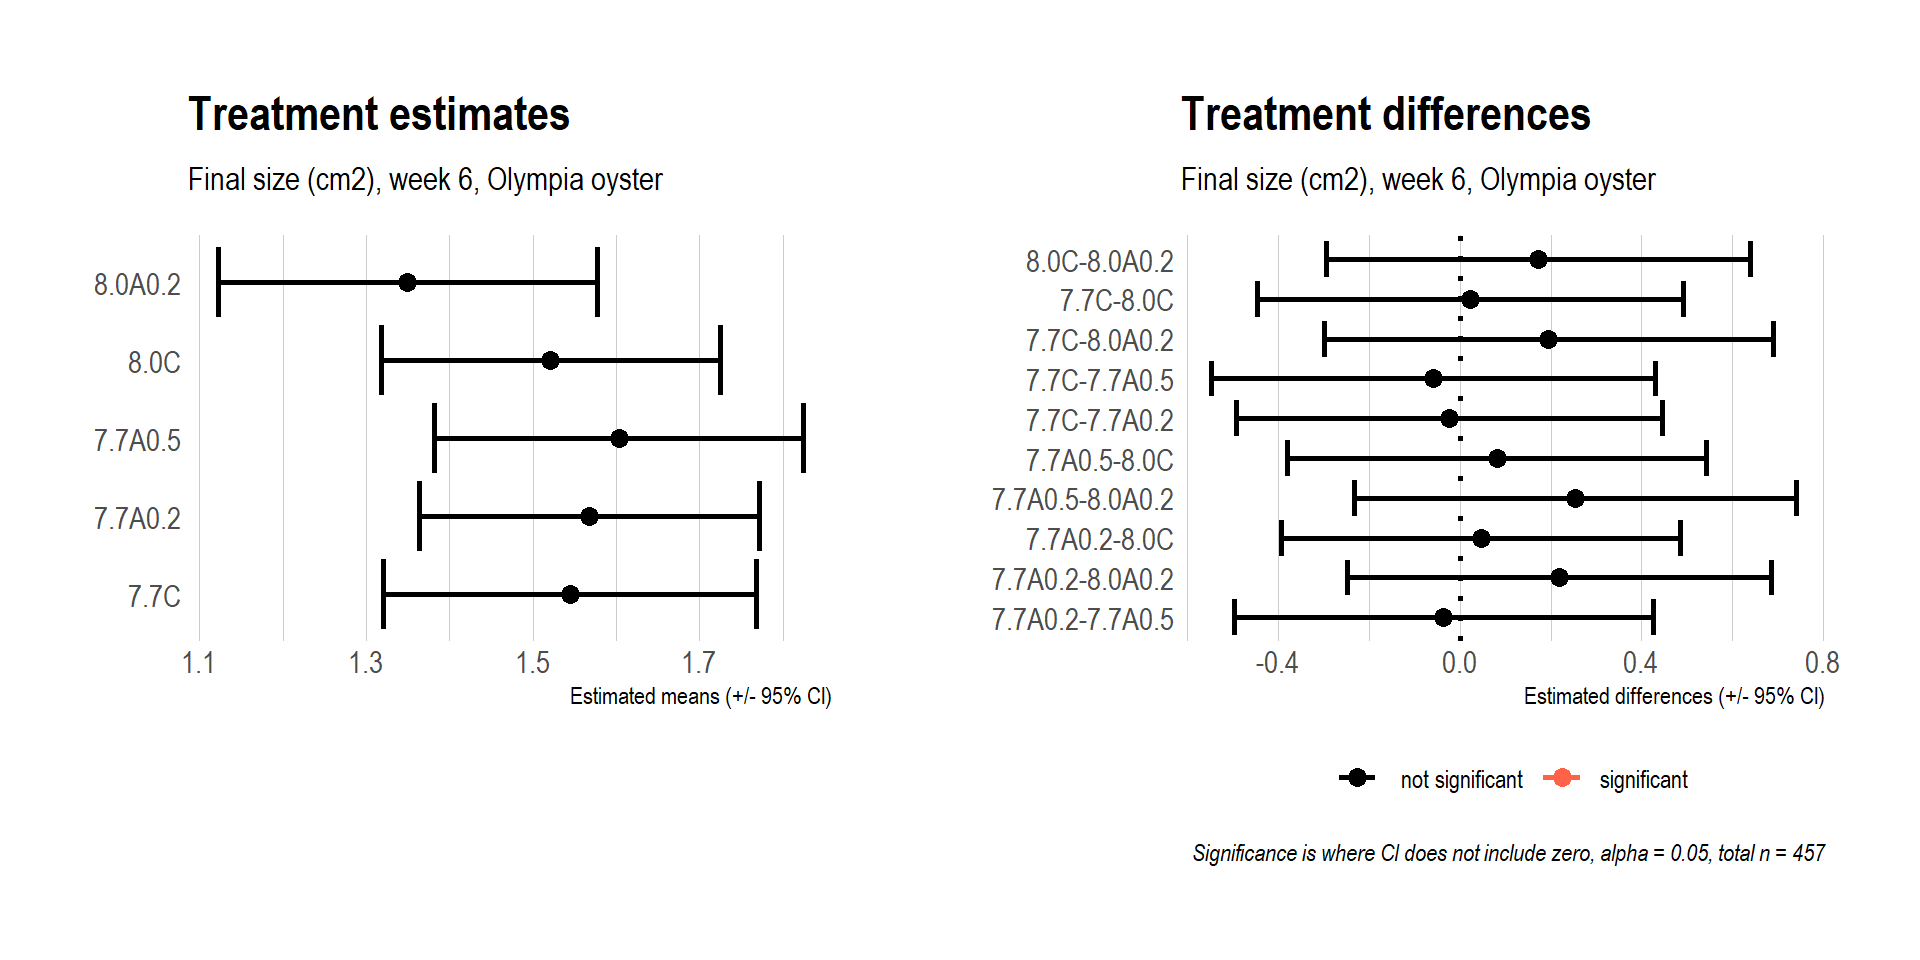 Treatment estimates
Final size (cm2), week 6, Olympia oyster
8.0A0.2
8.0C
7.7A0.5
7.7A0.2
7.7C
1.1 1.3 1.5 1.7
Estimated means (+/- 95% CI)
Treatment differences
Final size (cm2), week 6, Olympia oyster
8.0C-8.0A0.2
7.7C-8.0C
7.7C-8.0A0.2
7.7C-7.7A0.5
7.7C-7.7A0.2
7.7A0.5-8.0C
7.7A0.5-8.0A0.2
7.7A0.2-8.0C
7.7A0.2-8.0A0.2
7.7A0.2-7.7A0.5
-0.4 0.0 0.4 0.8
Estimated differences (+/- 95% CI)
not significant significant
Significance is where CI does not include zero, alpha = 0.05, total n = 457